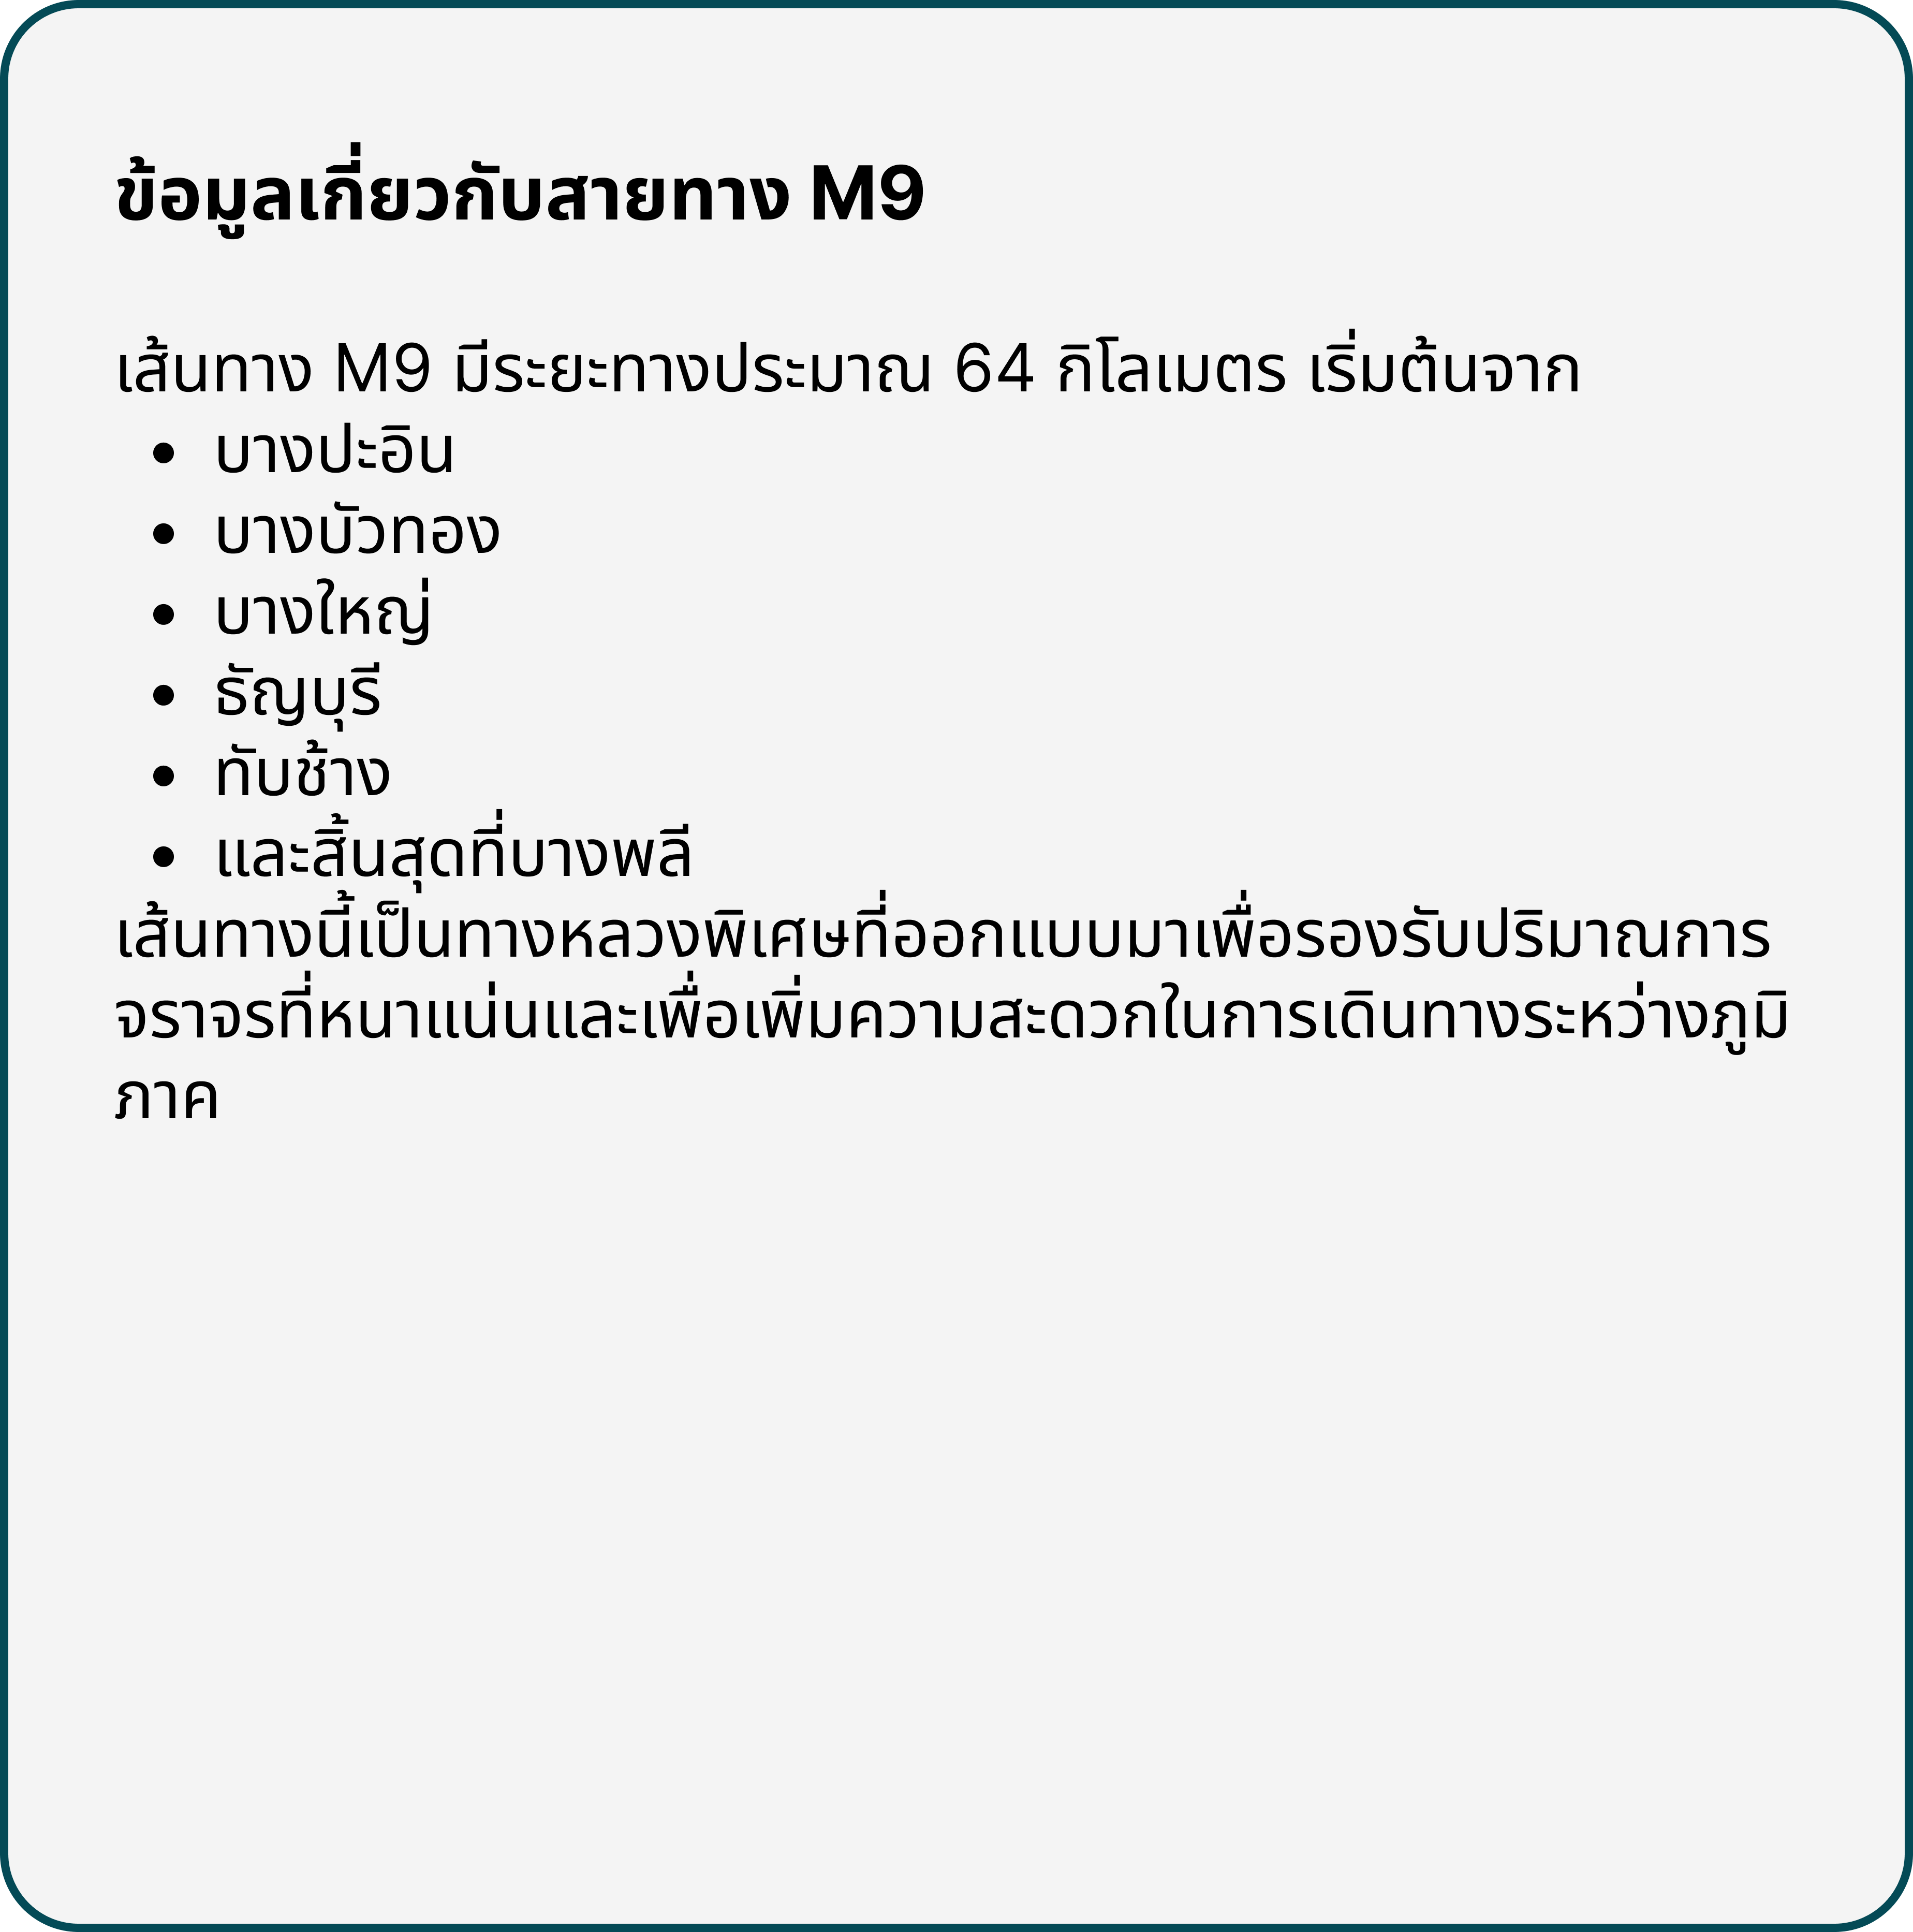 ข้อมูลเกี่ยวกับสายทาง M9
เส้นทาง M9 มีระยะทางประมาณ 64 กิโลเมตร เริ่มต้นจาก
• บางปะอิน
• บางบัวทอง
• บางใหญ่
• ธัญบุรี
• ทับช้าง
• และสิ้นสุดที่บางพลี
เส้นทางนี้เป็นทางหลวงพิเศษที่ออกแบบมาเพื่อรองรับปริมาณการ
จราจรที่หนาแน่นและเพื่อเพิ่มความสะดวกในการเดินทางระหว่างภูมิ
ภาค